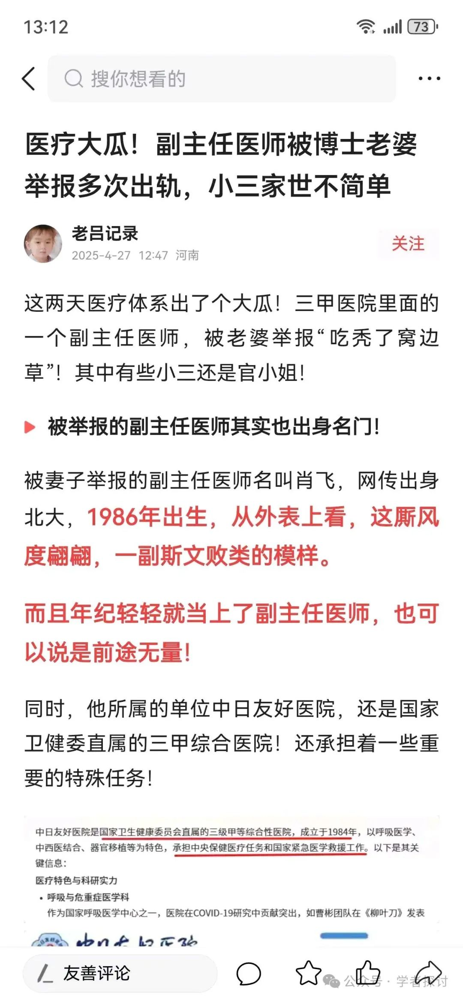 13:12
73
搜你想看的
医疗大瓜！副主任医师被博士老婆
举报多次出轨，小三家世不简单
老吕记录
2025-4-27 12:47 河南
关注
这两天医疗体系出了个大瓜！三甲医院里面的
一个副主任医师，被老婆举报“吃秃了窝边
草”！其中有些小三还是官小姐！
被举报的副主任医师其实也出身名门！
被妻子举报的副主任医师名叫肖飞，网传出身
北大，1986年出生，从外表上看，这厮风
度翩翩，一副斯文败类的模样。
而且年纪轻轻就当上了副主任医师，也可
以说是前途无量！
同时，他所属的单位中日友好医院，还是国家
卫健委直属的三甲综合医院！还承担着一些重
要的特殊任务！
中日友好医院是国家卫生健康委员会直属的三级甲等综合性医院，成立于1984年，以呼吸医学、
中西医结合、器官移植等为特色，承担中央保健医疗任务和国家紧急医学救援工作。以下是其关
键信息：
医疗特色与科研实力
• 呼吸与危重症医学科
作为国家呼吸医学中心之一，医院在COVID-19研究中贡献突出，如曹彬团队在《柳叶刀》发表
中日友好医院
友善评论
公众号 · 学者探讨